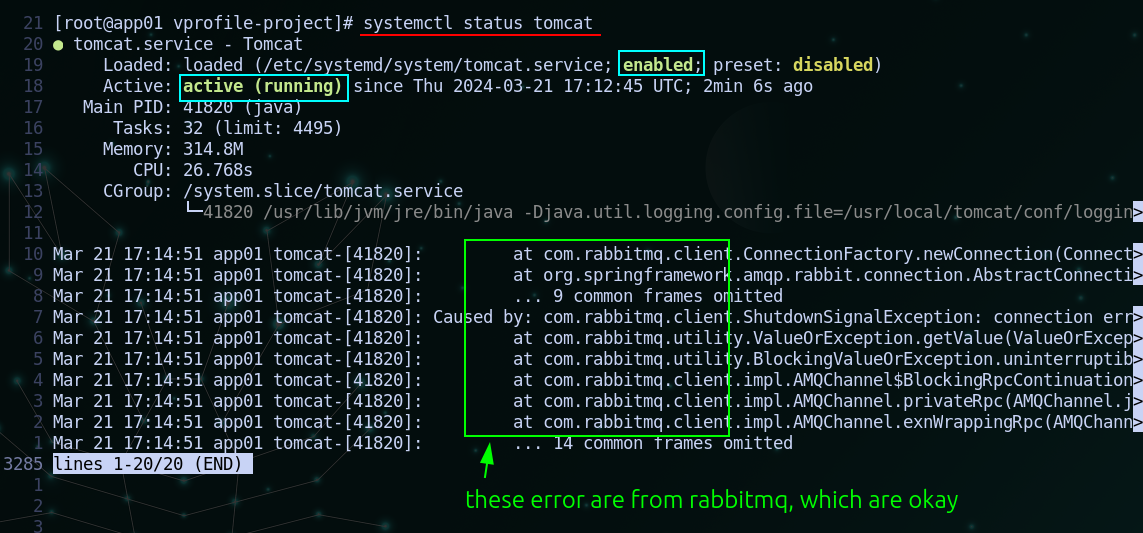 21 [root@app01 vprofile-project]# systemctl status tomcat
20 ● tomcat.service - Tomcat
19 Loaded: loaded (/etc/systemd/system/tomcat.service; enabled; preset: disabled)
18 Active: active (running) since Thu 2024-03-21 17:12:45 UTC; 2min 6s ago
17 Main PID: 41820 (java)
16 Tasks: 32 (limit: 4495)
15 Memory: 314.8M
14 CPU: 26.768s
13 CGroup: /system.slice/tomcat.service
12 └─41820 /usr/lib/jvm/jre/bin/java -Djava.util.logging.config.file=/usr/local/tomcat/conf/loggin>
11
10 Mar 21 17:14:51 app01 tomcat-[41820]: at com.rabbitmq.client.ConnectionFactory.newConnection(Connect>
9 Mar 21 17:14:51 app01 tomcat-[41820]: at org.springframework.amqp.rabbit.connection.AbstractConnecti>
8 Mar 21 17:14:51 app01 tomcat-[41820]: ... 9 common frames omitted
7 Mar 21 17:14:51 app01 tomcat-[41820]: Caused by: com.rabbitmq.client.ShutdownSignalException: connection err>
6 Mar 21 17:14:51 app01 tomcat-[41820]: at com.rabbitmq.utility.ValueOrException.getValue(ValueOrExcep>
5 Mar 21 17:14:51 app01 tomcat-[41820]: at com.rabbitmq.utility.BlockingValueOrException.uninterruptib>
4 Mar 21 17:14:51 app01 tomcat-[41820]: at com.rabbitmq.client.impl.AMQChannel$BlockingRpcContinuation>
3 Mar 21 17:14:51 app01 tomcat-[41820]: at com.rabbitmq.client.impl.AMQChannel.privateRpc(AMQChannel.j>
2 Mar 21 17:14:51 app01 tomcat-[41820]: at com.rabbitmq.client.impl.AMQChannel.exnWrappingRpc(AMQChann>
1 Mar 21 17:14:51 app01 tomcat-[41820]: ... 14 common frames omitted
3285 lines 1-20/20 (END)
1
2
3
these error are from rabbitmq, which are okay